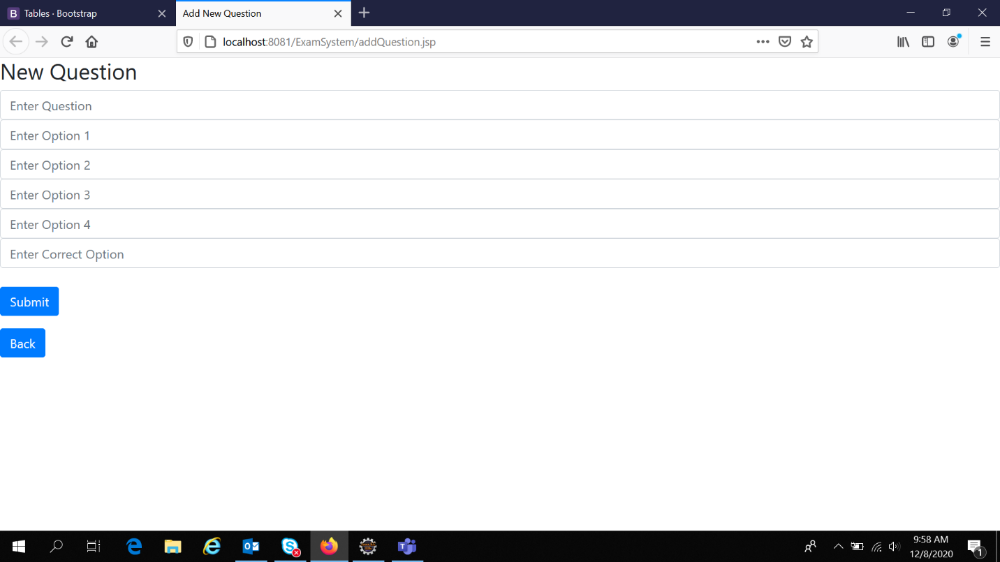 B Tables · Bootstrap
Add New Question
localhost:8081/ExamSystem/addQuestion.jsp
New Question
Enter Question
Enter Option 1
Enter Option 2
Enter Option 3
Enter Option 4
Enter Correct Option
Submit
Back
9:58 AM
12/8/2020
1